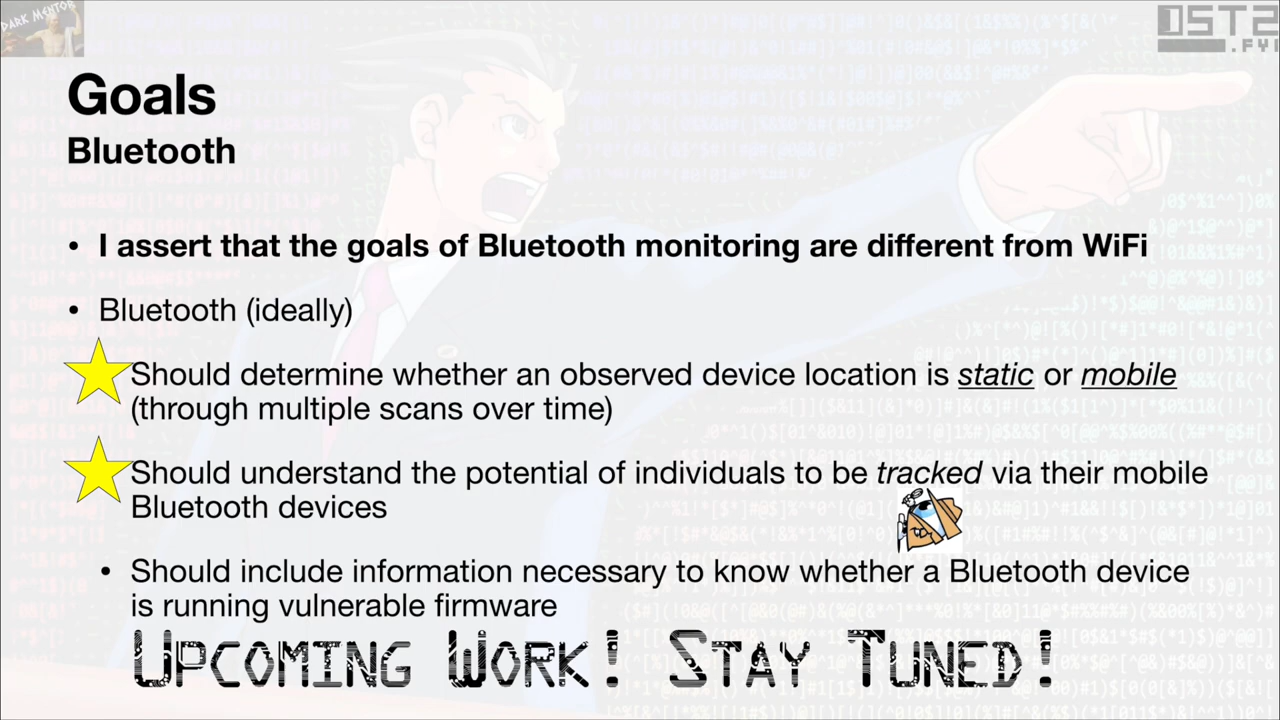 DARK MENTOR
OST2
.FYI
Goals
Bluetooth
• I assert that the goals of Bluetooth monitoring are different from WiFi
• Bluetooth (ideally)
Should determine whether an observed device location is static or mobile
(through multiple scans over time)
Should understand the potential of individuals to be tracked via their mobile
Bluetooth devices
• Should include information necessary to know whether a Bluetooth device
is running vulnerable firmware
Upcoming Work! Stay Tuned!